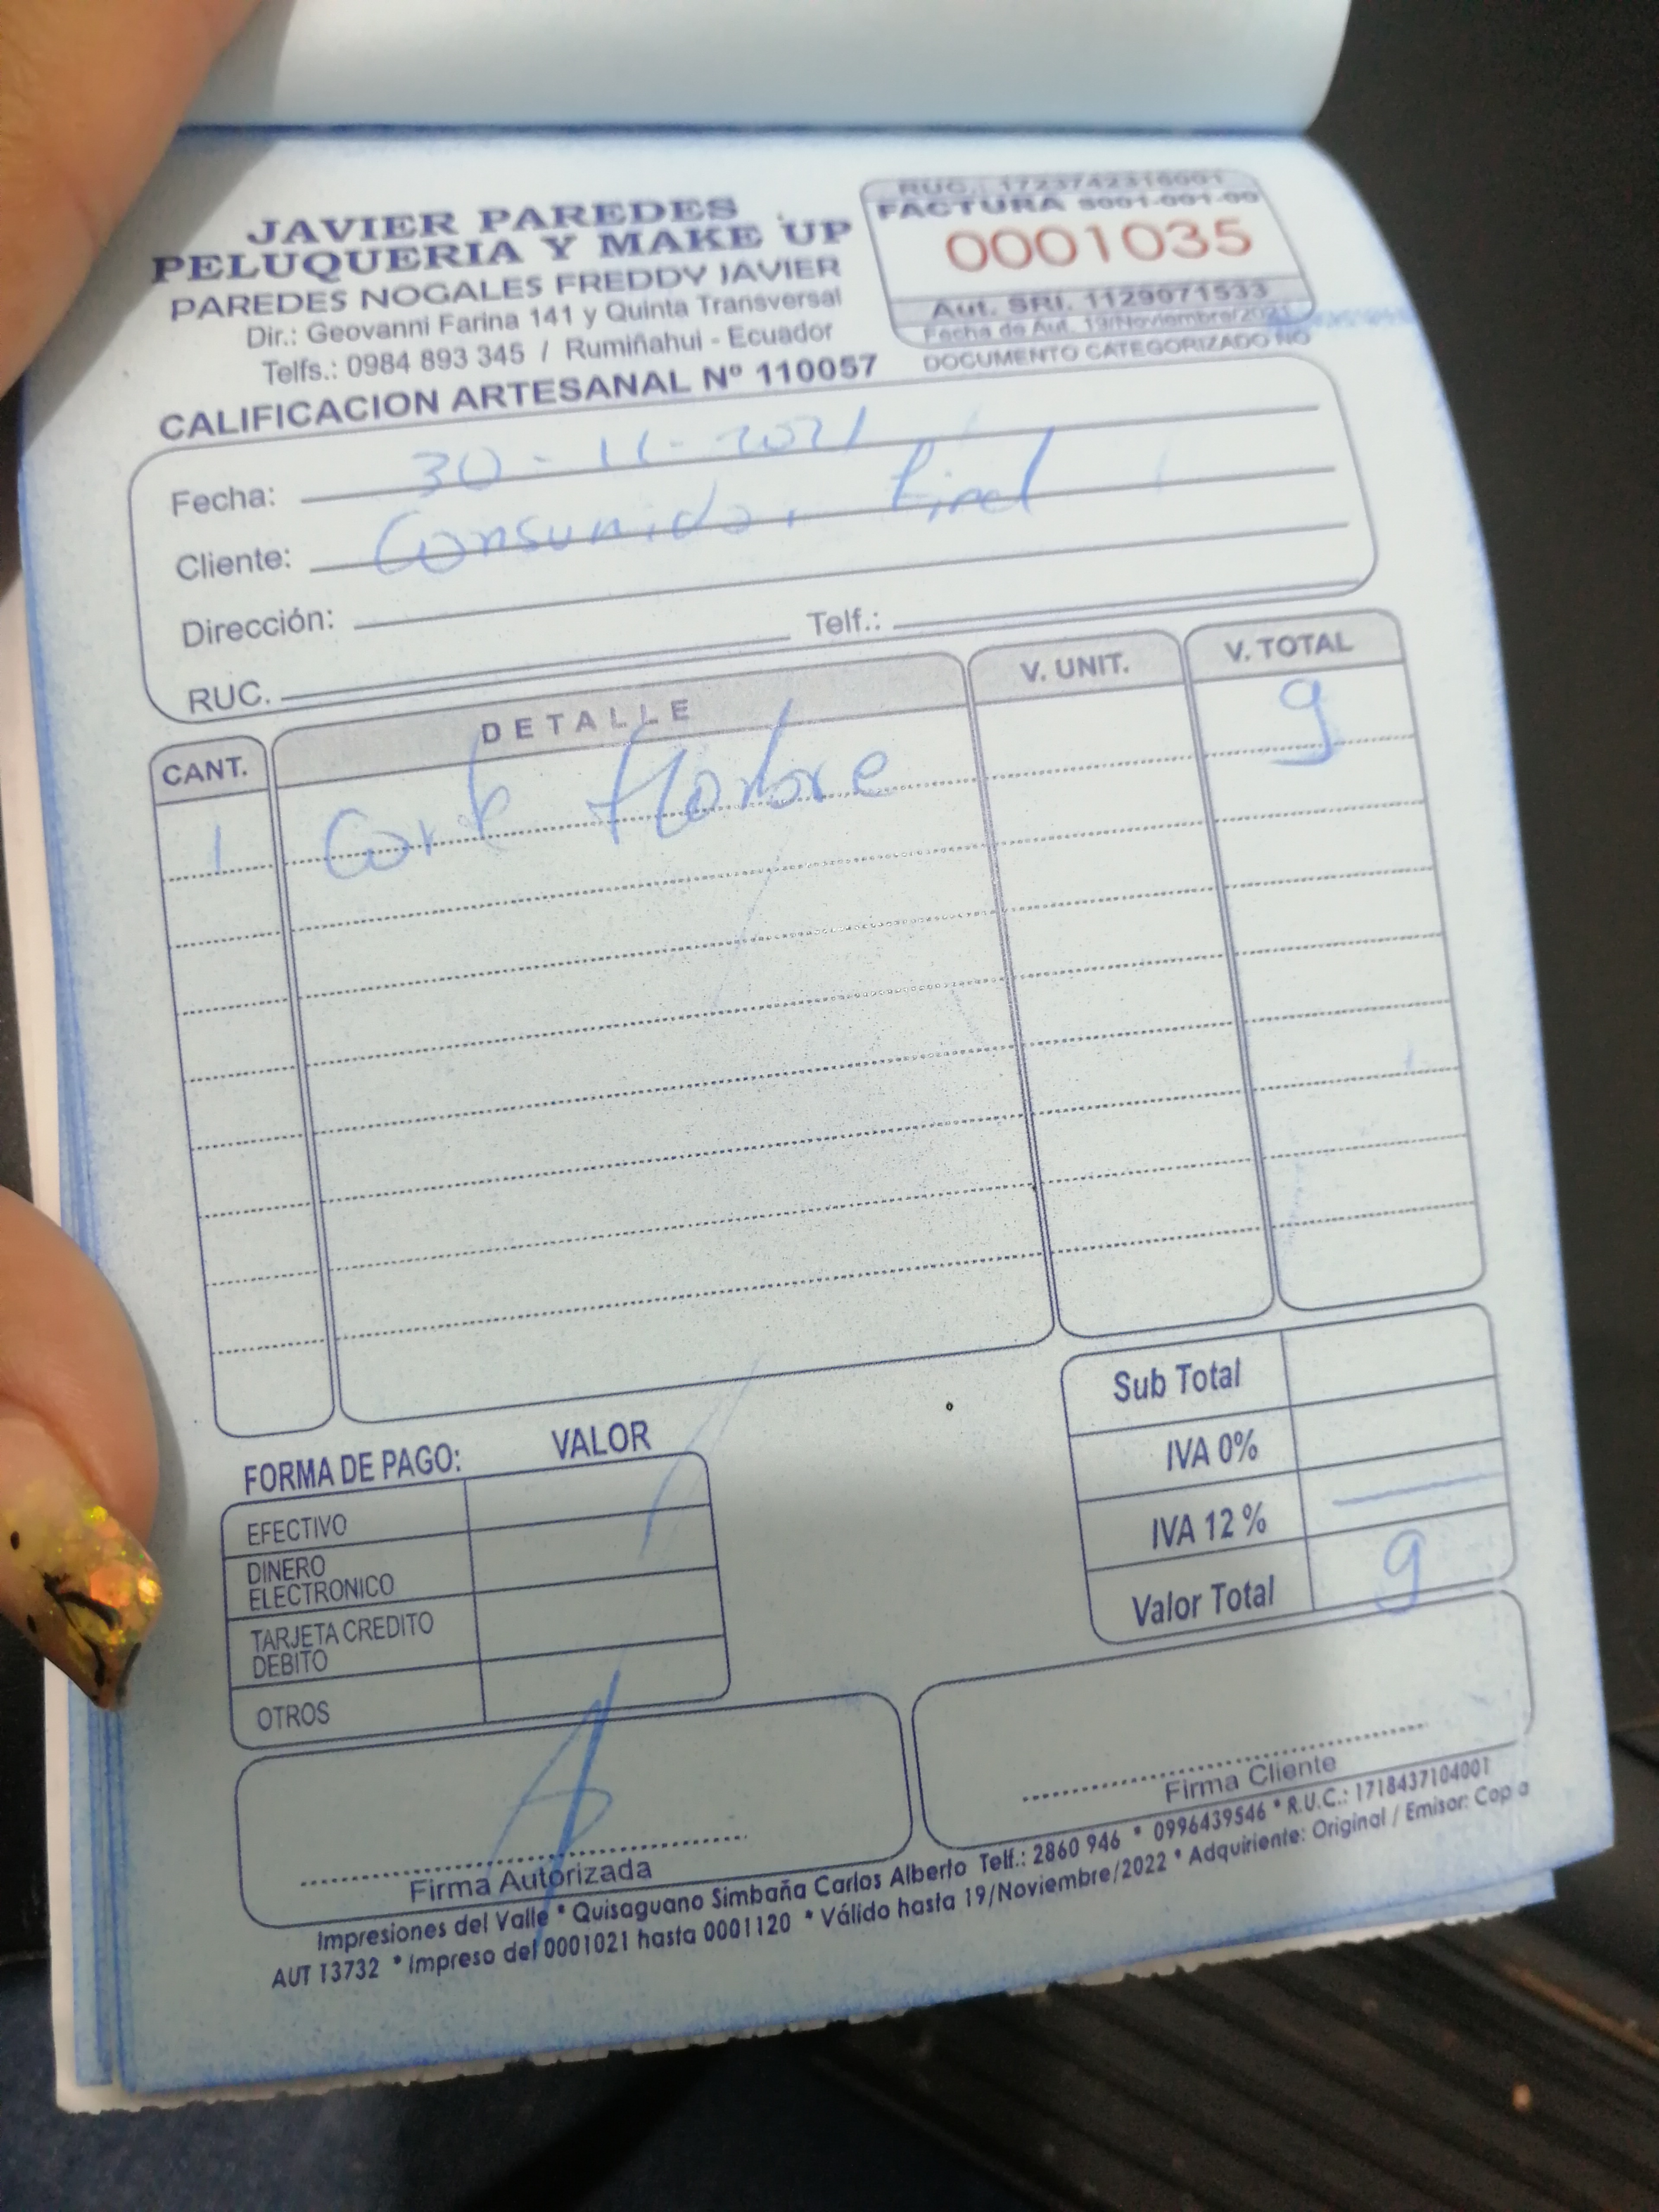 JAVIER PAREDES
PELUQUERIA Y MAKE UP
PAREDES NOGALES FREDDY JAVIER
Dir.: Geovanni Farina 141 y Quinta Transversal
Telfs.: 0984 893 345 / Rumiñahui - Ecuador
CALIFICACION ARTESANAL Nº 110057
RUC.: 1723742316001
FACTURA S001-001-00
0001035
Aut. SRI. 1129071533
Fecha de Aut. 19/Noviembre/2021
DOCUMENTO CATEGORIZADO NO
Fecha: 30-11-2021
Cliente: Consumidor Final
Dirección:
RUC. Telf.:
CANT. DETALLE V. UNIT. V. TOTAL
1 Corte Hombre 9
FORMA DE PAGO: VALOR
EFECTIVO
DINERO
ELECTRONICO
TARJETA CREDITO
DEBITO
OTROS
Sub Total
IVA 0%
IVA 12 % —
Valor Total 9
Firma Autorizada
Firma Cliente
Impresiones del Valle * Quisaguano Simbaña Carlos Alberto Telf.: 2860 946 * 0996439546 * R.U.C.: 1718437104001
AUT 13732 * Impreso del 0001021 hasta 0001120 * Válido hasta 19/Noviembre/2022 * Adquiriente: Original / Emisor: Copia